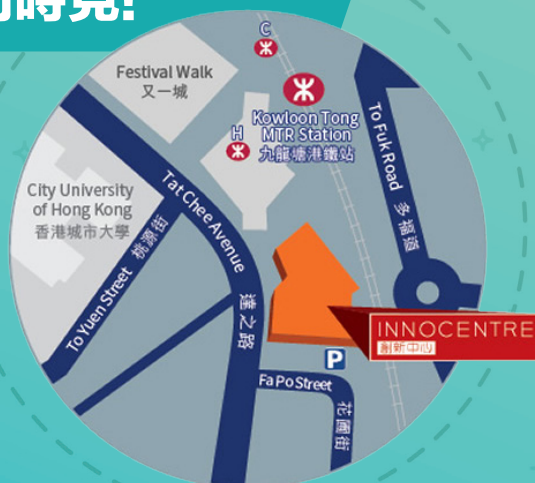 時見!
C
Festival Walk
又一城
Kowloon Tong
MTR Station
九龍塘港鐵站
H
To Fuk Road 多福道
City University
of Hong Kong
香港城市大學
Tat Chee Avenue
達之路
To Yuen Street 桃源街
INNOCENTRE
創新中心
P
Fa Po Street
花圃街